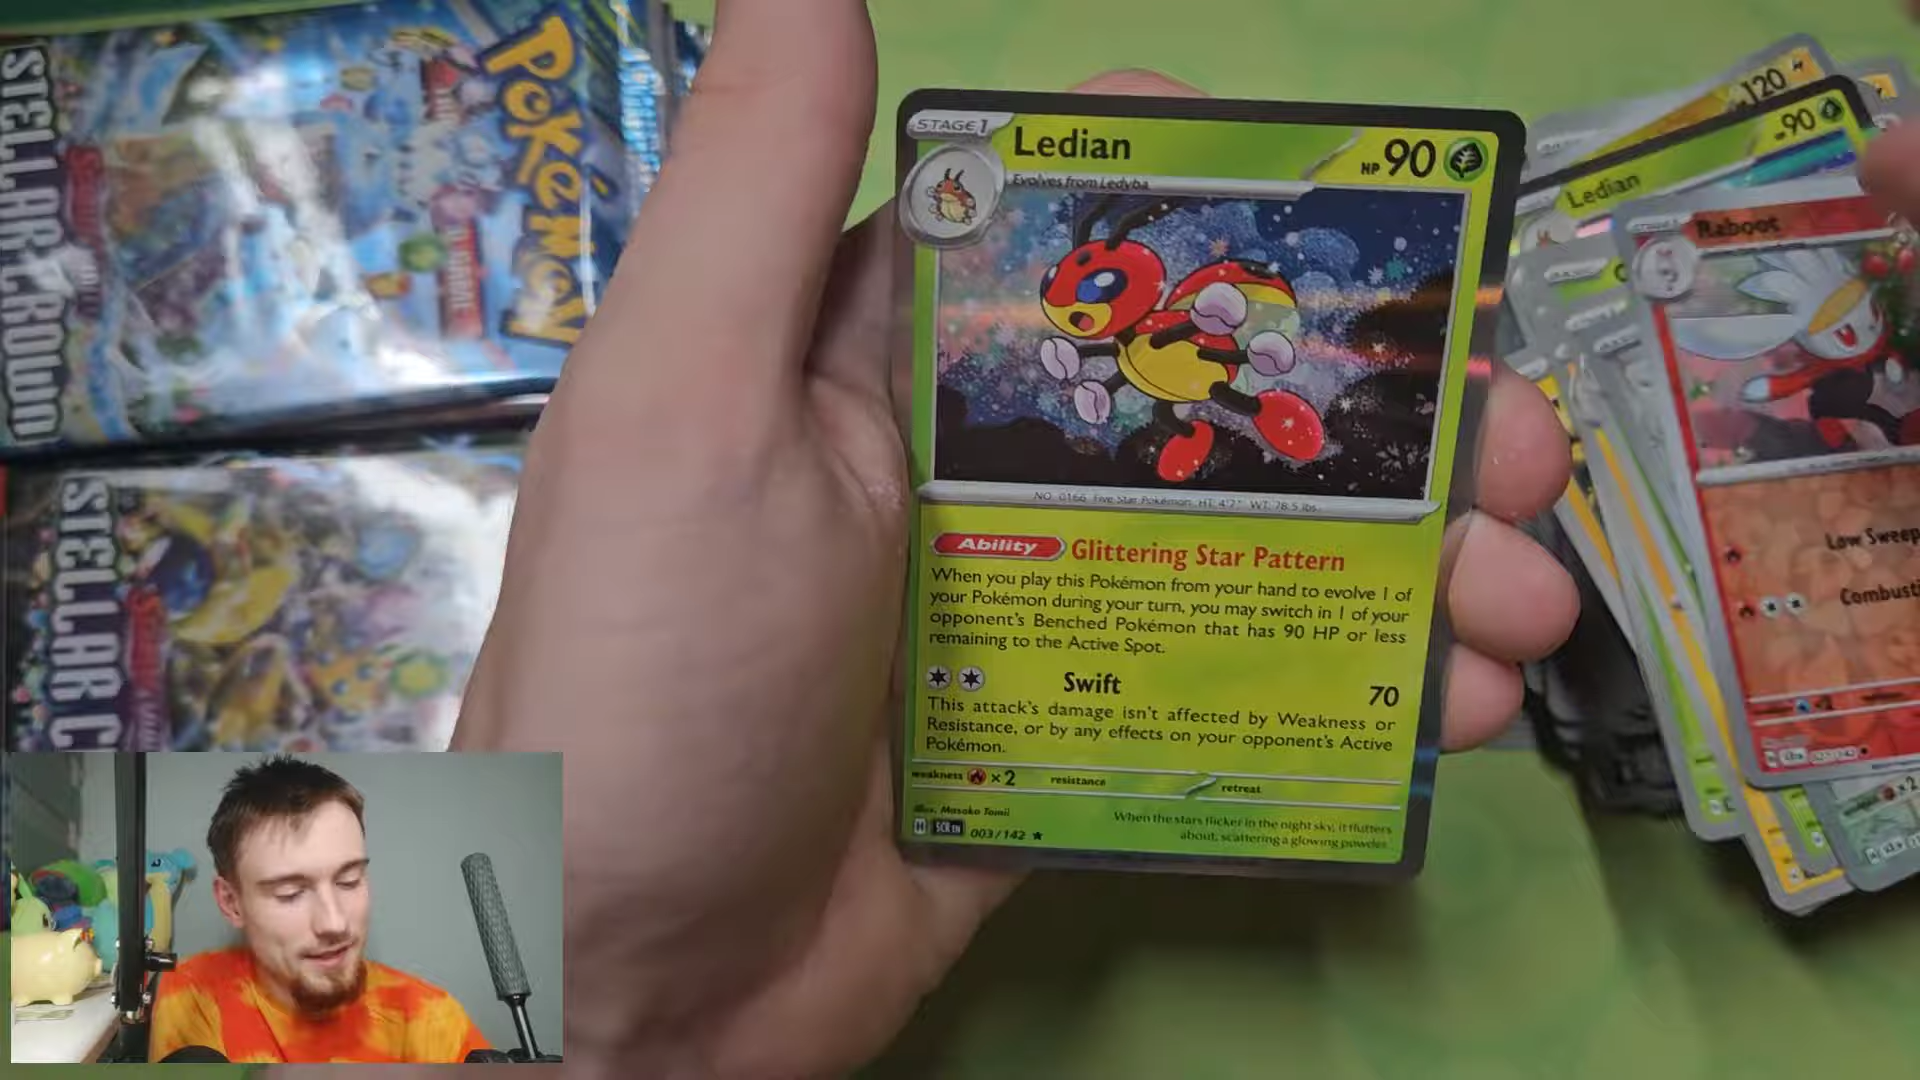 STELLAR CROWN
POKéMON
STELLAR C
STAGE 1
Ledian
HP 90
Evolves from Ledyba
NO. 0166 Five Star Pokémon HT: 4'7" WT: 78.5 lbs.
Ability Glittering Star Pattern
When you play this Pokémon from your hand to evolve 1 of
your Pokémon during your turn, you may switch in 1 of your
opponent's Benched Pokémon that has 90 HP or less
remaining to the Active Spot.
Swift 70
This attack's damage isn't affected by Weakness or
Resistance, or by any effects on your opponent's Active
Pokémon.
weakness ×2 resistance retreat
Illus. Masako Tomii
H SCR EN 003/142
When the stars flicker in the night sky, it flutters
about, scattering a glowing powder.
120
90
Ledian
Raboot
Low Sweep
Combusti
×2